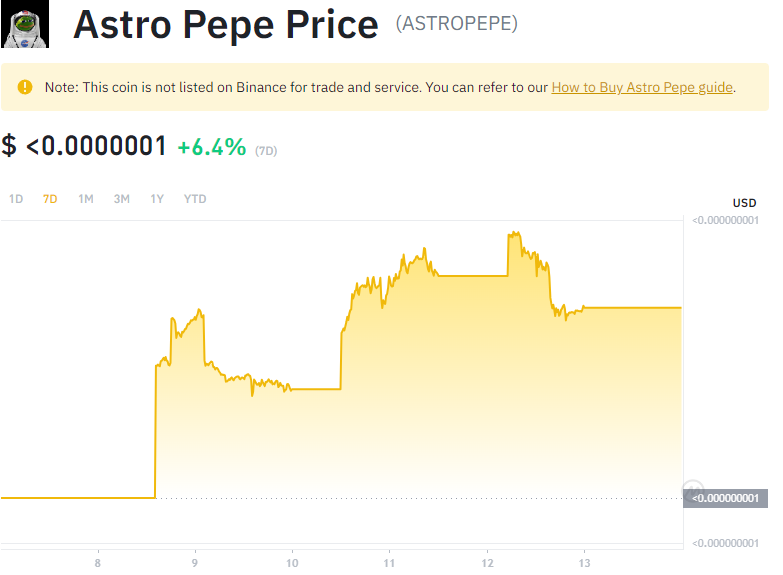 Astro Pepe Price (ASTROPEPE)
Note: This coin is not listed on Binance for trade and service. You can refer to our How to Buy Astro Pepe guide.
$ <0.0000001 +6.4% (7D)
1D 7D 1M 3M 1Y YTD
USD
<0.000000001
<0.000000001
<0.000000001
8 9 10 11 12 13